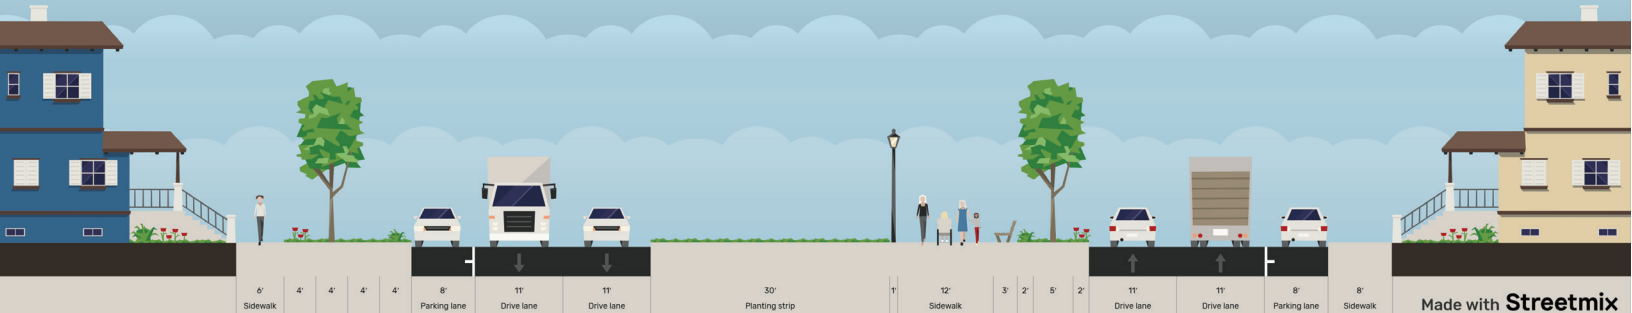 6' 4' 4' 4' 4' 8' 11' 11' 30' 1' 12' 3' 2' 5' 2' 11' 11' 8' 8'
Sidewalk Parking lane Drive lane Drive lane Planting strip Sidewalk Drive lane Drive lane Parking lane Sidewalk
Made with Streetmix